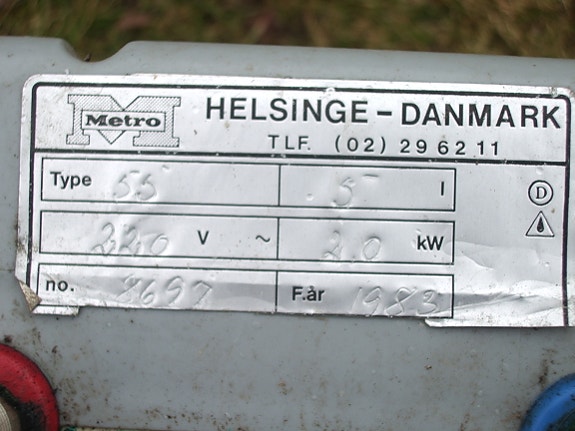 Metro
HELSINGE - DANMARK
TLF. (02) 29 62 11
Type 55 5 l
220 V ~ 2.0 kW
no. 8697 F.år 1983
D